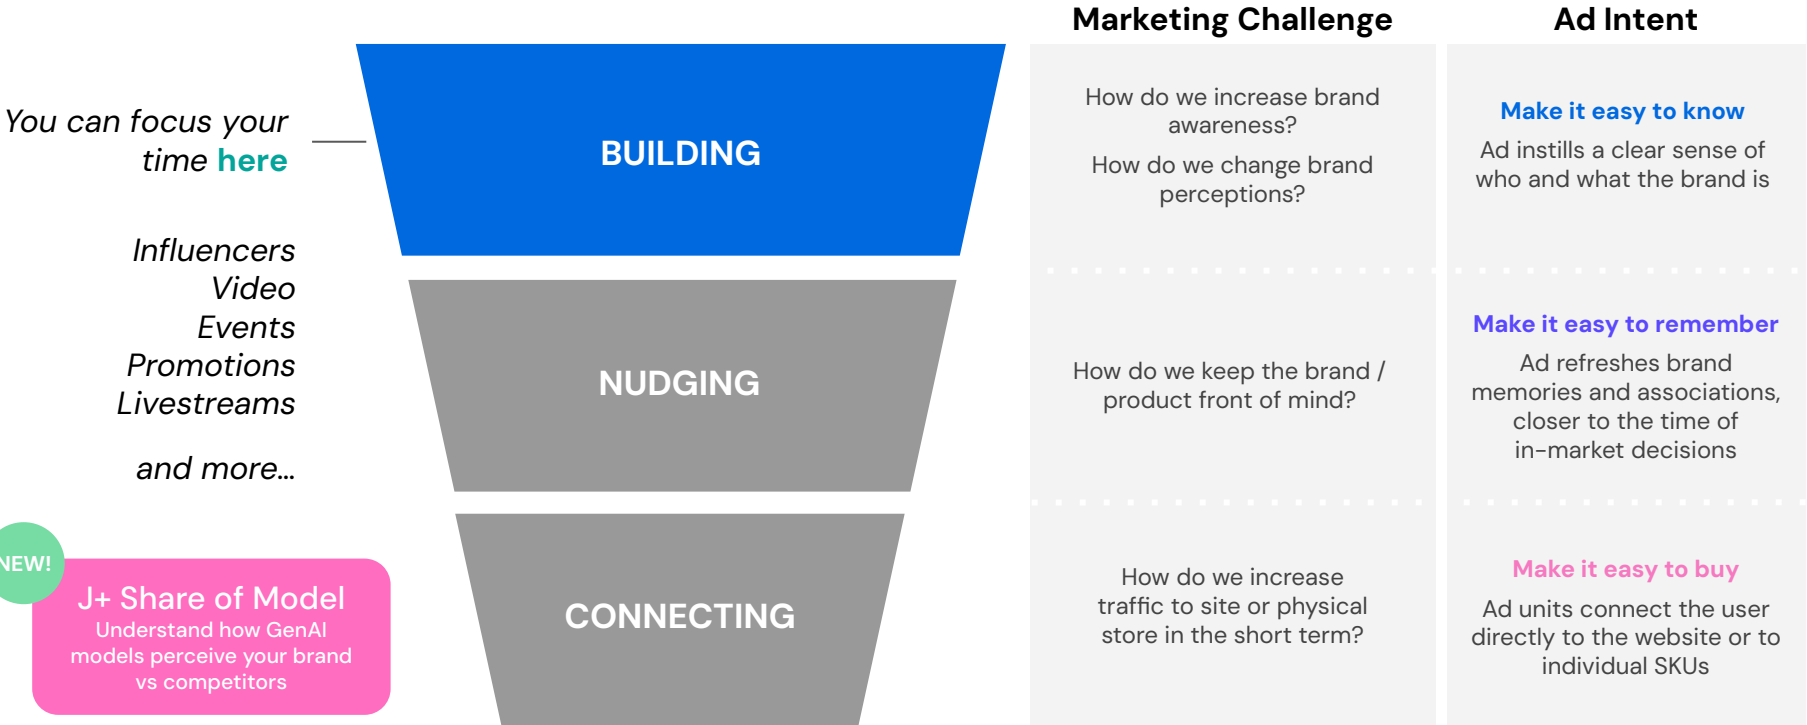 Marketing Challenge
Ad Intent
You can focus your
time here
Influencers
Video
Events
Promotions
Livestreams
and more...
NEW!
J+ Share of Model
Understand how GenAI
models perceive your brand
vs competitors
BUILDING
How do we increase brand
awareness?
How do we change brand
perceptions?
Make it easy to know
Ad instills a clear sense of
who and what the brand is
NUDGING
How do we keep the brand /
product front of mind?
Make it easy to remember
Ad refreshes brand
memories and associations,
closer to the time of
in-market decisions
CONNECTING
How do we increase
traffic to site or physical
store in the short term?
Make it easy to buy
Ad units connect the user
directly to the website or to
individual SKUs